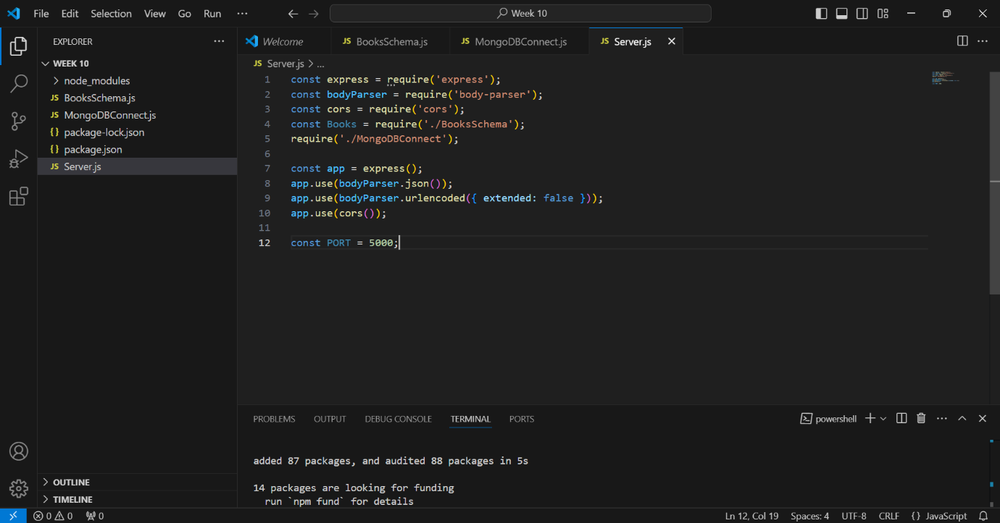 File Edit Selection View Go Run ··· Week 10
EXPLORER ···
WEEK 10
node_modules
JS BooksSchema.js
JS MongoDBConnect.js
{} package-lock.json
{} package.json
JS Server.js
OUTLINE
TIMELINE
Welcome JS BooksSchema.js JS MongoDBConnect.js JS Server.js
JS Server.js > ...
1 const express = require('express');
2 const bodyParser = require('body-parser');
3 const cors = require('cors');
4 const Books = require('./BooksSchema');
5 require('./MongoDBConnect');
6
7 const app = express();
8 app.use(bodyParser.json());
9 app.use(bodyParser.urlencoded({ extended: false }));
10 app.use(cors());
11
12 const PORT = 5000;
PROBLEMS OUTPUT DEBUG CONSOLE TERMINAL PORTS powershell
added 87 packages, and audited 88 packages in 5s
14 packages are looking for funding
run `npm fund` for details
0 0 0 Ln 12, Col 19 Spaces: 4 UTF-8 CRLF {} JavaScript